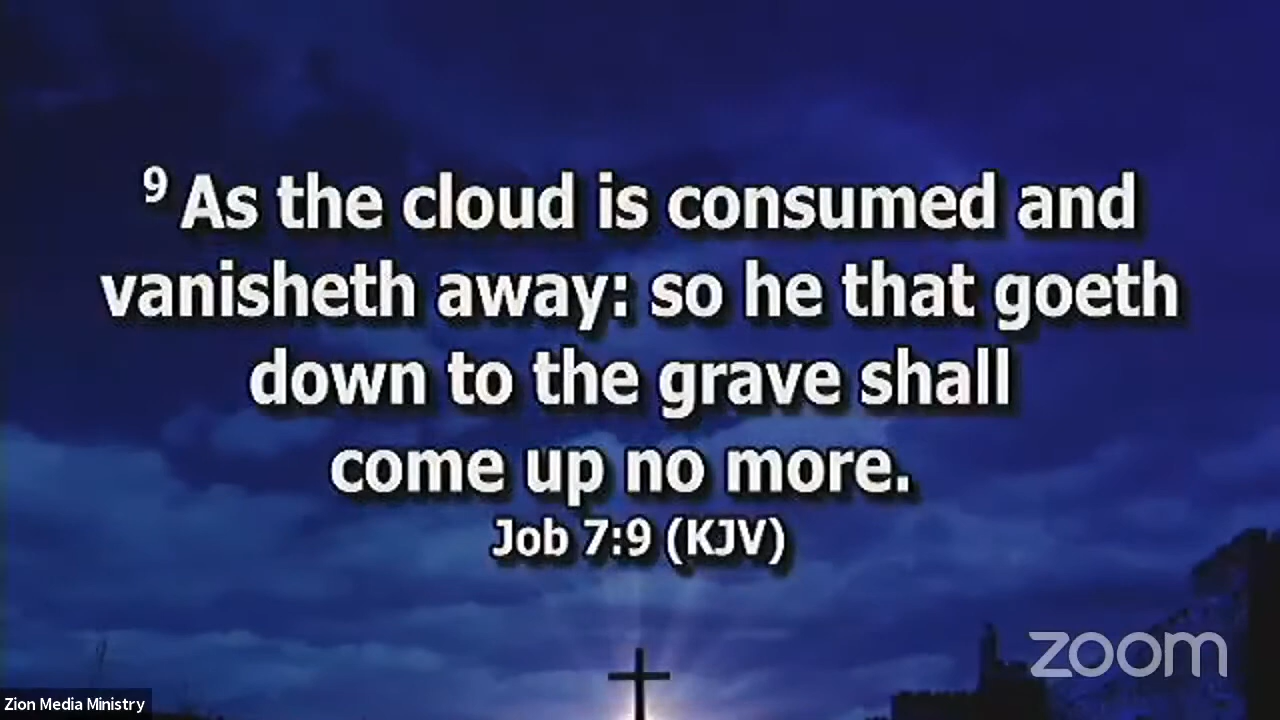 9 As the cloud is consumed and
vanisheth away: so he that goeth
down to the grave shall
come up no more.
Job 7:9 (KJV)
zoom
Zion Media Ministry